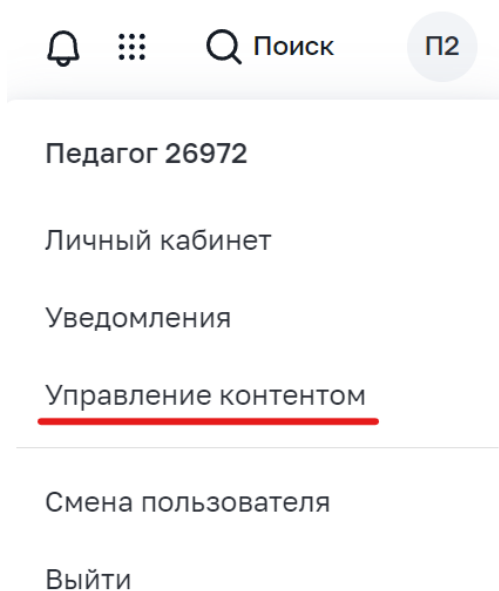 Поиск П2
Педагог 26972
Личный кабинет
Уведомления
Управление контентом
Смена пользователя
Выйти